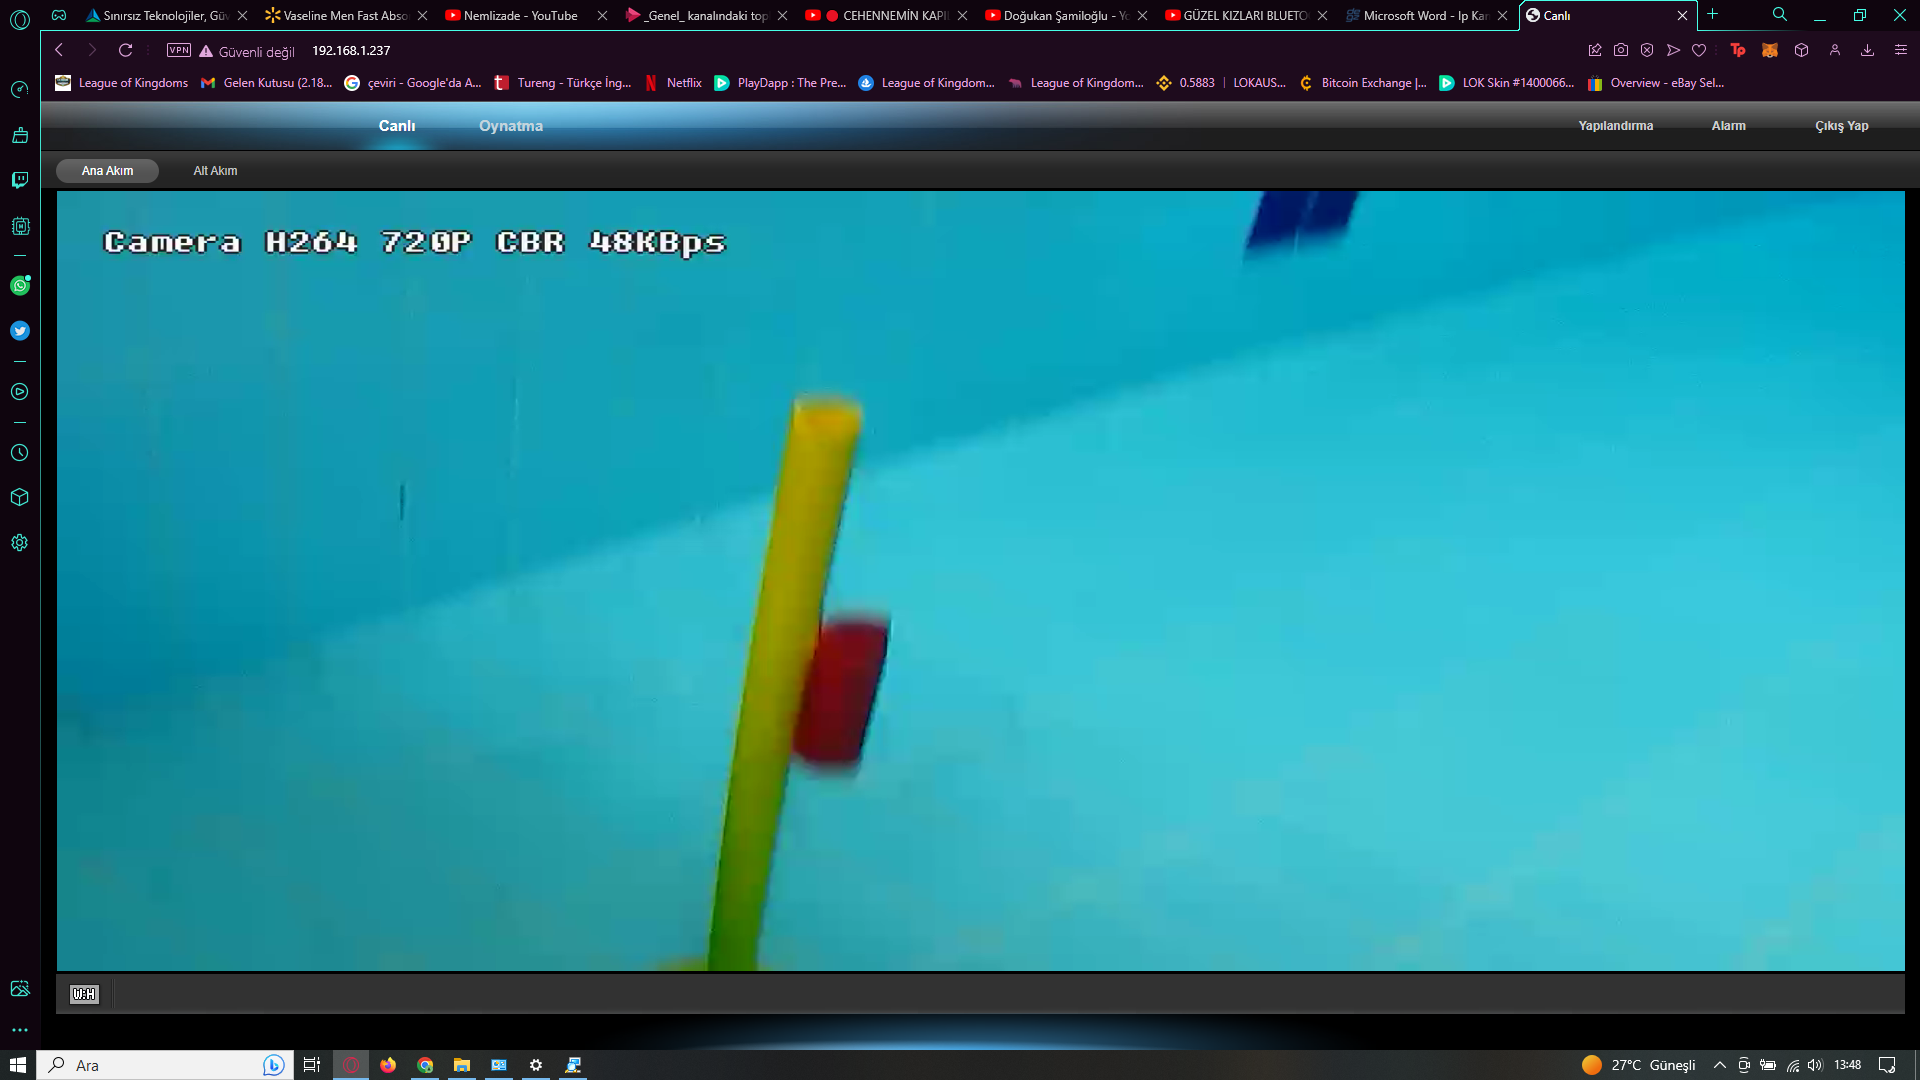 Sınırsız Teknolojiler, Güv
Vaseline Men Fast Abso
Nemlizade - YouTube
_Genel_ kanalındaki top
CEHENNEMİN KAPI
Doğukan Şamiloğlu - Yo
GÜZEL KIZLARI BLUETO
Microsoft Word - Ip Kar
Canlı
VPN
Güvenli değil
192.168.1.237
League of Kingdoms
Gelen Kutusu (2.18...
çeviri - Google'da A...
Tureng - Türkçe İng...
Netflix
PlayDapp : The Pre...
League of Kingdom...
League of Kingdom...
0.5883 | LOKAUS...
Bitcoin Exchange |...
LOK Skin #1400066...
Overview - eBay Sel...
Canlı
Oynatma
Yapılandırma
Alarm
Çıkış Yap
Ana Akım
Alt Akım
Camera H264 720P CBR 48KBps
W:H
Ara
27°C Güneşli
13:48